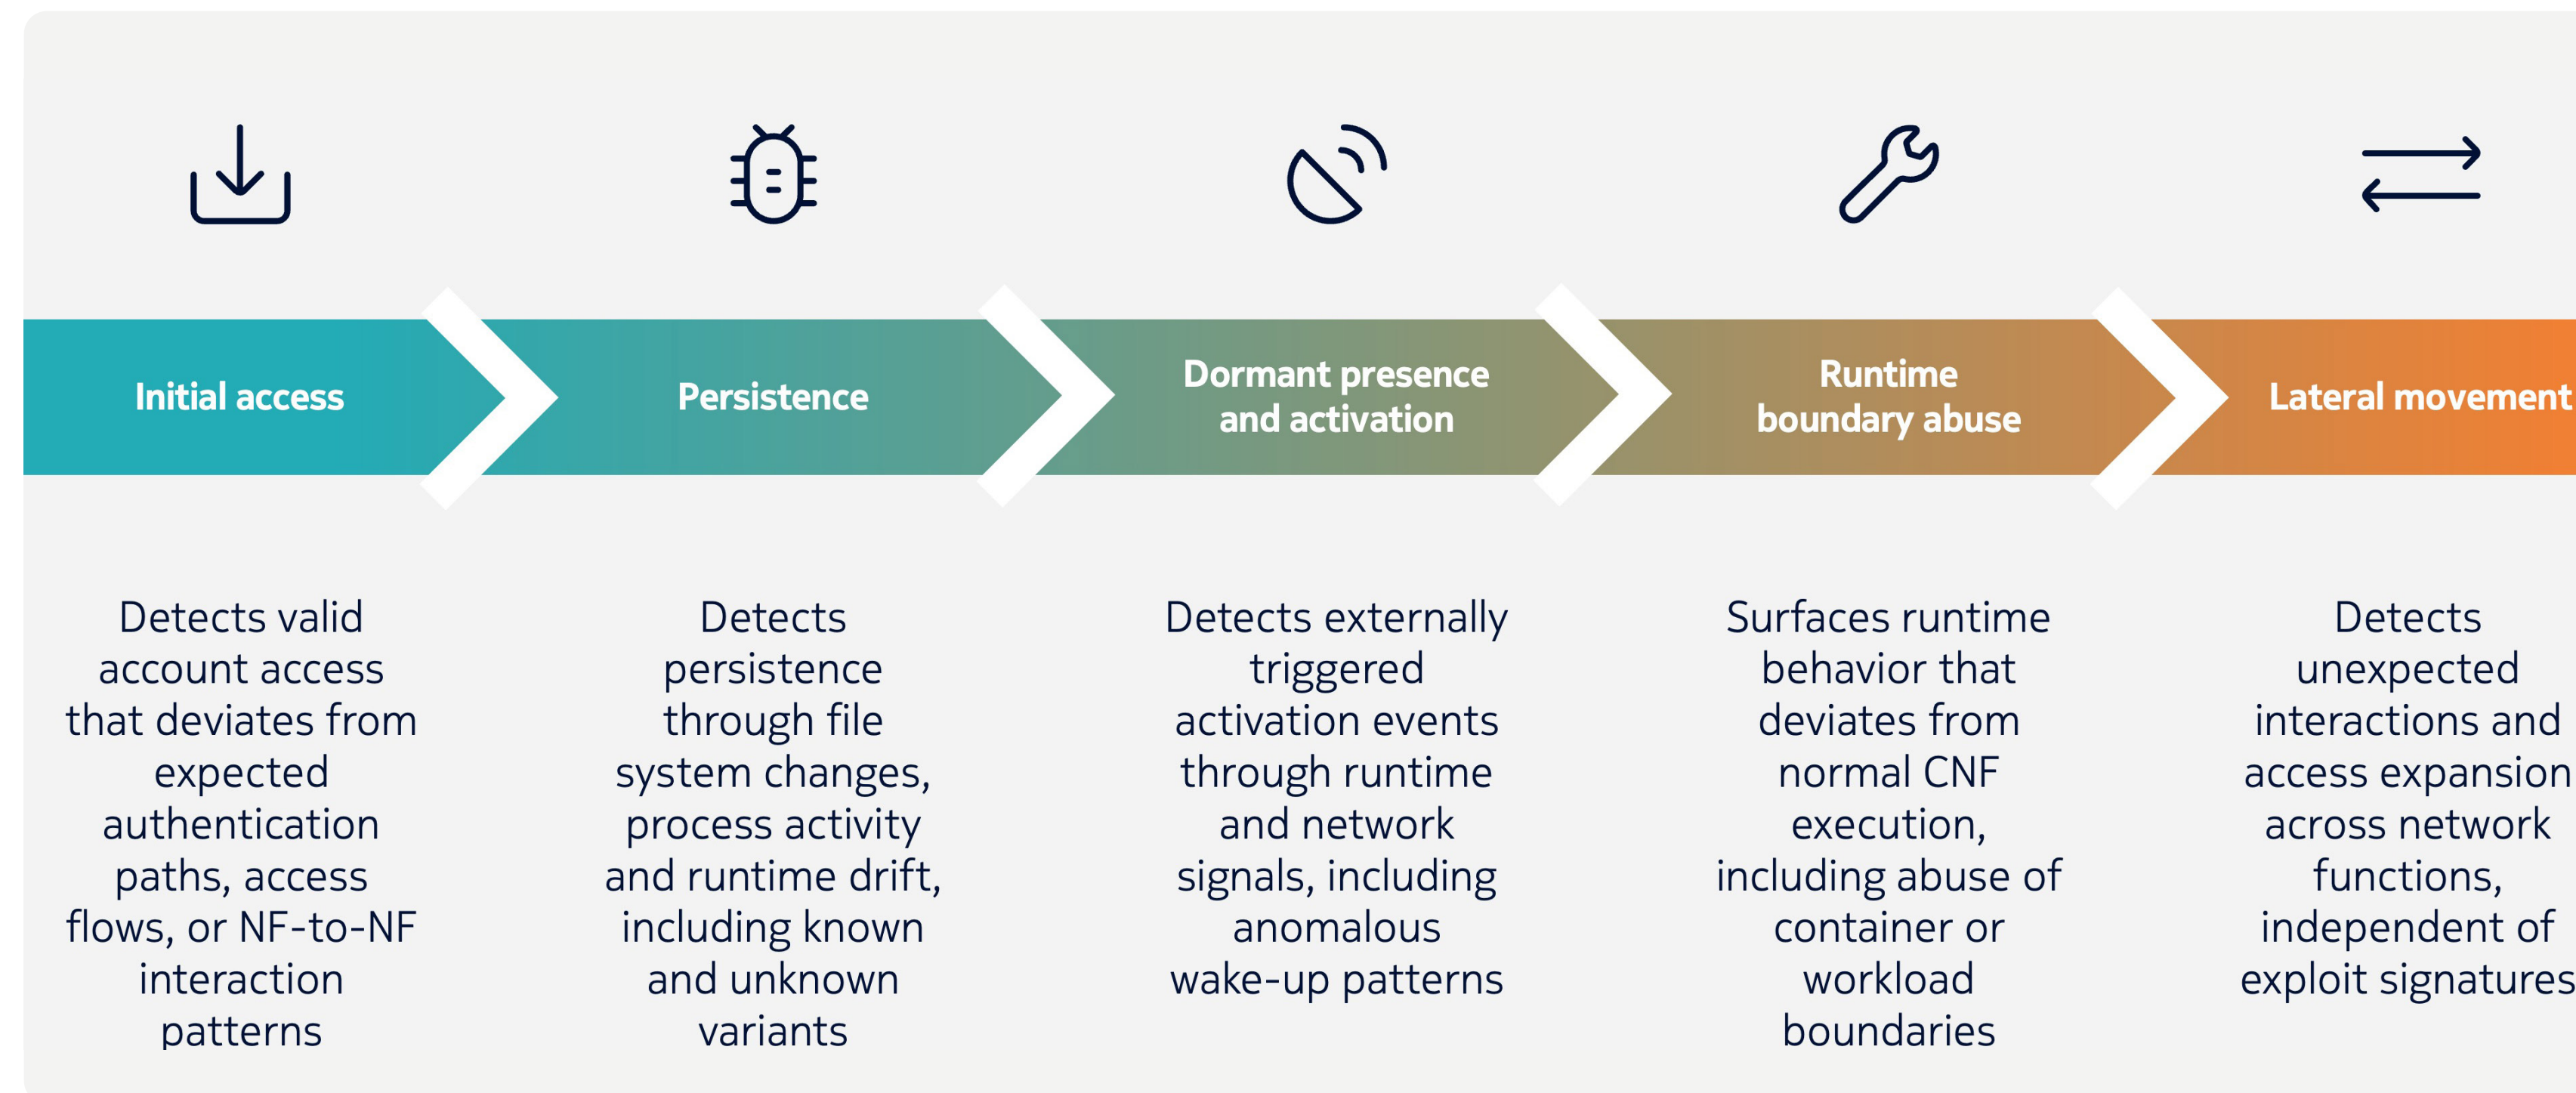 Initial access
Persistence
Dormant presence
and activation
Runtime
boundary abuse
Lateral movement
Detects valid
account access
that deviates from
expected
authentication
paths, access
flows, or NF-to-NF
interaction
patterns
Detects
persistence
through file
system changes,
process activity
and runtime drift,
including known
and unknown
variants
Detects externally
triggered
activation events
through runtime
and network
signals, including
anomalous
wake-up patterns
Surfaces runtime
behavior that
deviates from
normal CNF
execution,
including abuse of
container or
workload
boundaries
Detects
unexpected
interactions and
access expansion
across network
functions,
independent of
exploit signatures